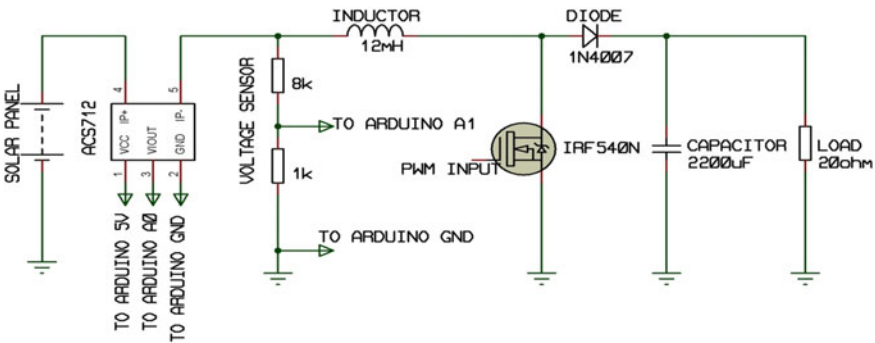 INDUCTOR
12mH
DIODE
1N4007
SOLAR PANEL
ACS712
4
5
VCC IP+
VIOUT
GND IP-
1
3
2
TO ARDUINO 5V
TO ARDUINO A0
TO ARDUINO GND
VOLTAGE SENSOR
8k
TO ARDUINO A1
1k
TO ARDUINO GND
PWM INPUT
IRF540N
CAPACITOR
2200uF
LOAD
20ohm